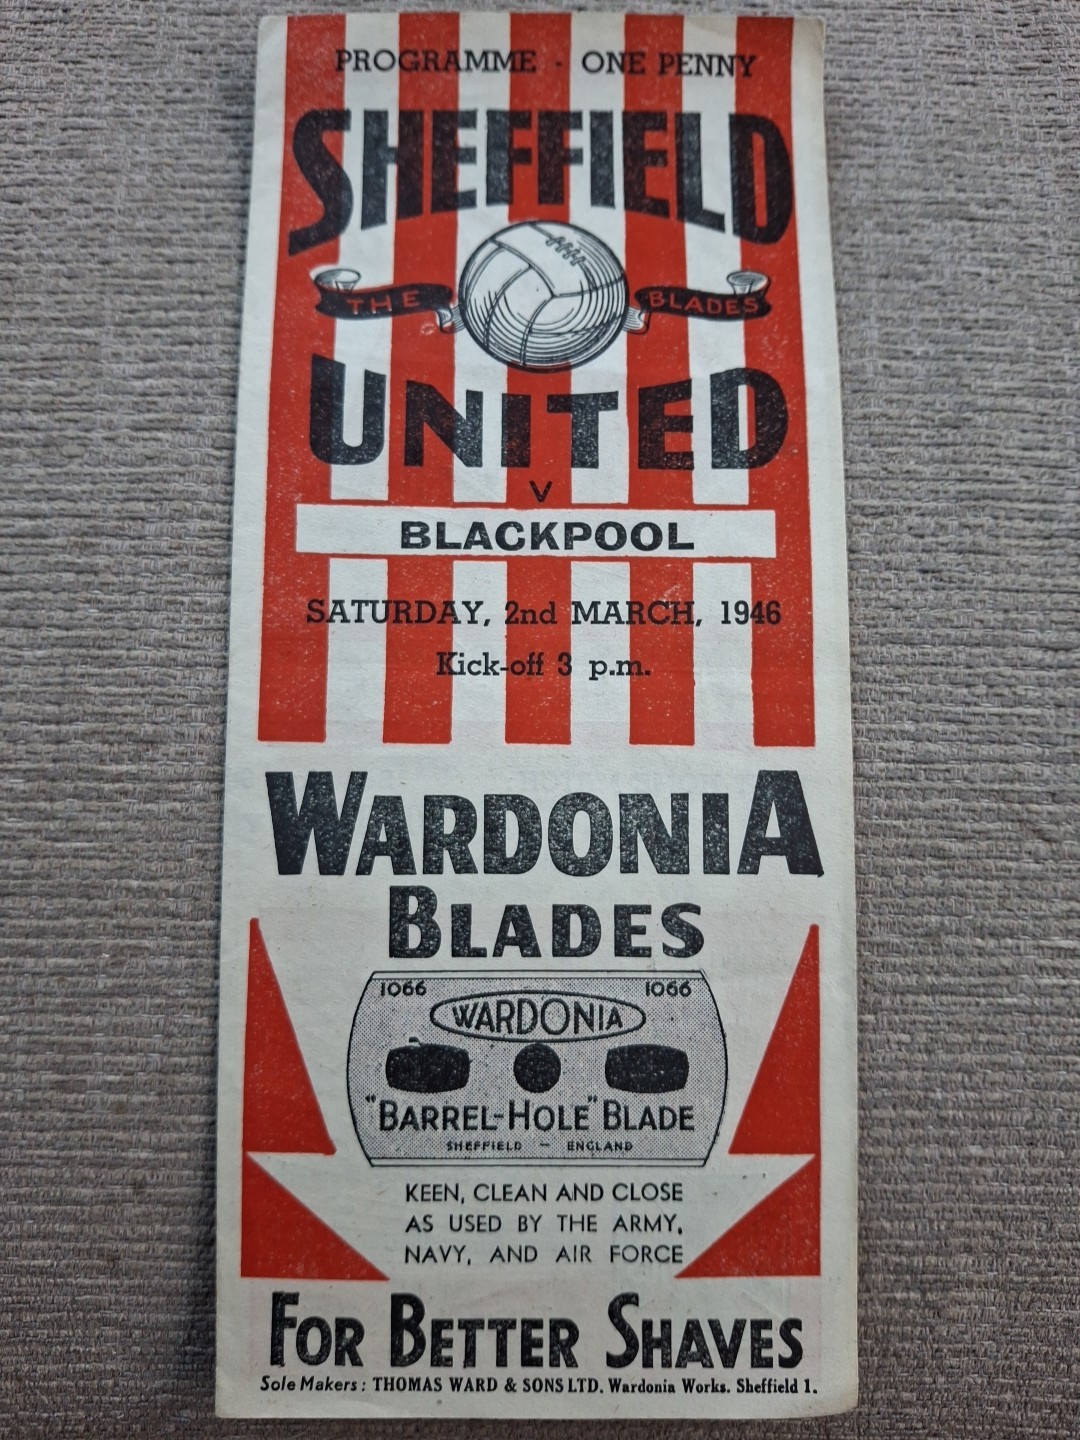 PROGRAMME - ONE PENNY
SHEFFIELD
THE BLADES
UNITED
V
BLACKPOOL
SATURDAY, 2nd MARCH, 1946
Kick-off 3 p.m.
WARDONIA
BLADES
1066 1066
WARDONIA
"BARREL-HOLE" BLADE
SHEFFIELD - ENGLAND
KEEN, CLEAN AND CLOSE
AS USED BY THE ARMY,
NAVY, AND AIR FORCE
FOR BETTER SHAVES
Sole Makers: THOMAS WARD & SONS LTD. Wardonia Works. Sheffield 1.